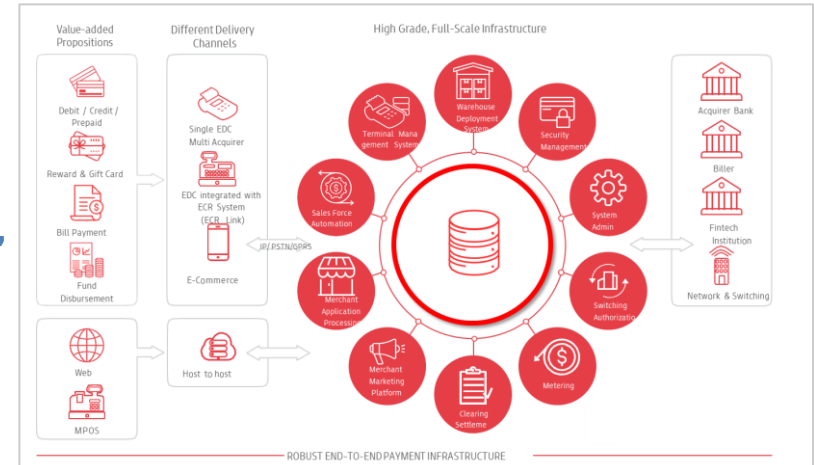 Value-added
Propositions
Different Delivery
Channels
High Grade, Full-Scale Infrastructure
Debit / Credit /
Prepaid
Reward & Gift Card
Bill Payment
Fund
Disbursement
Web
MPOS
Single EDC
Multi Acquirer
EDC integrated with
ECR System
(ECR Link)
E-Commerce
Host to host
IP/PSTN/GPRS
Warehouse
Deployment
System
Security
Management
System
Admin
Switching
Authorizatio
Metering
Clearing
Settleme
Merchant
Marketing
Platform
Merchant
Application
Processing
Sales Force
Automation
Terminal Mana
gement System
Acquirer Bank
Biller
Fintech
Institution
Network & Switching
ROBUST END-TO-END PAYMENT INFRASTRUCTURE